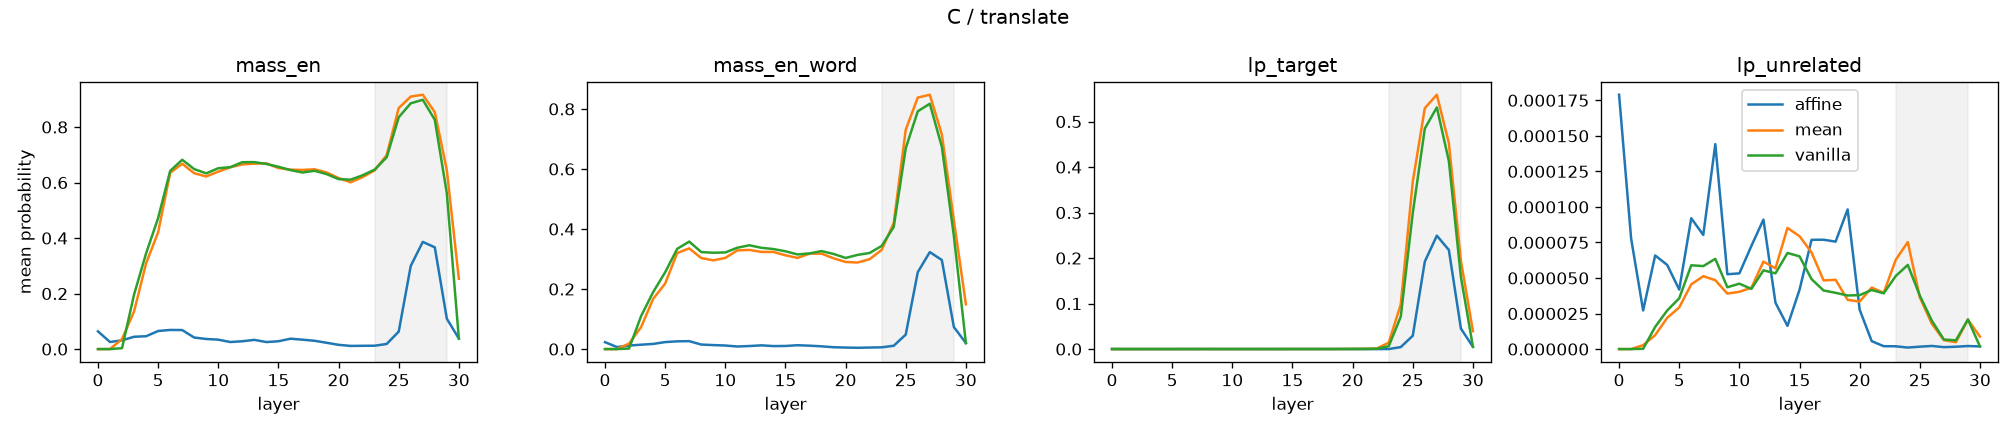 C / translate
mass_en
mean probability
0.8
0.6
0.4
0.2
0.0
0 5 10 15 20 25 30
layer
mass_en_word
0.8
0.6
0.4
0.2
0.0
0 5 10 15 20 25 30
layer
lp_target
0.5
0.4
0.3
0.2
0.1
0.0
0 5 10 15 20 25 30
layer
lp_unrelated
0.000175
0.000150
0.000125
0.000100
0.000075
0.000050
0.000025
0.000000
affine
mean
vanilla
0 5 10 15 20 25 30
layer